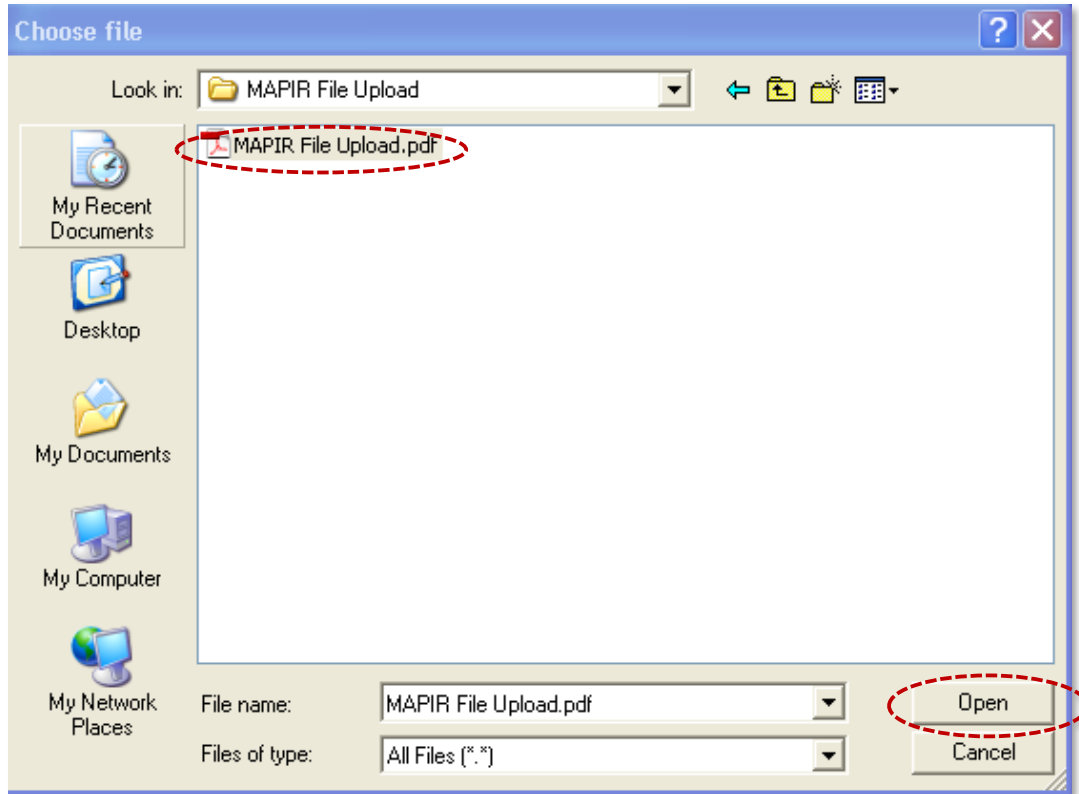 Choose file
Look in:
MAPIR File Upload
MAPIR File Upload.pdf
My Recent
Documents
Desktop
My Documents
My Computer
My Network
Places
File name:
MAPIR File Upload.pdf
Open
Files of type:
All Files (*.*)
Cancel